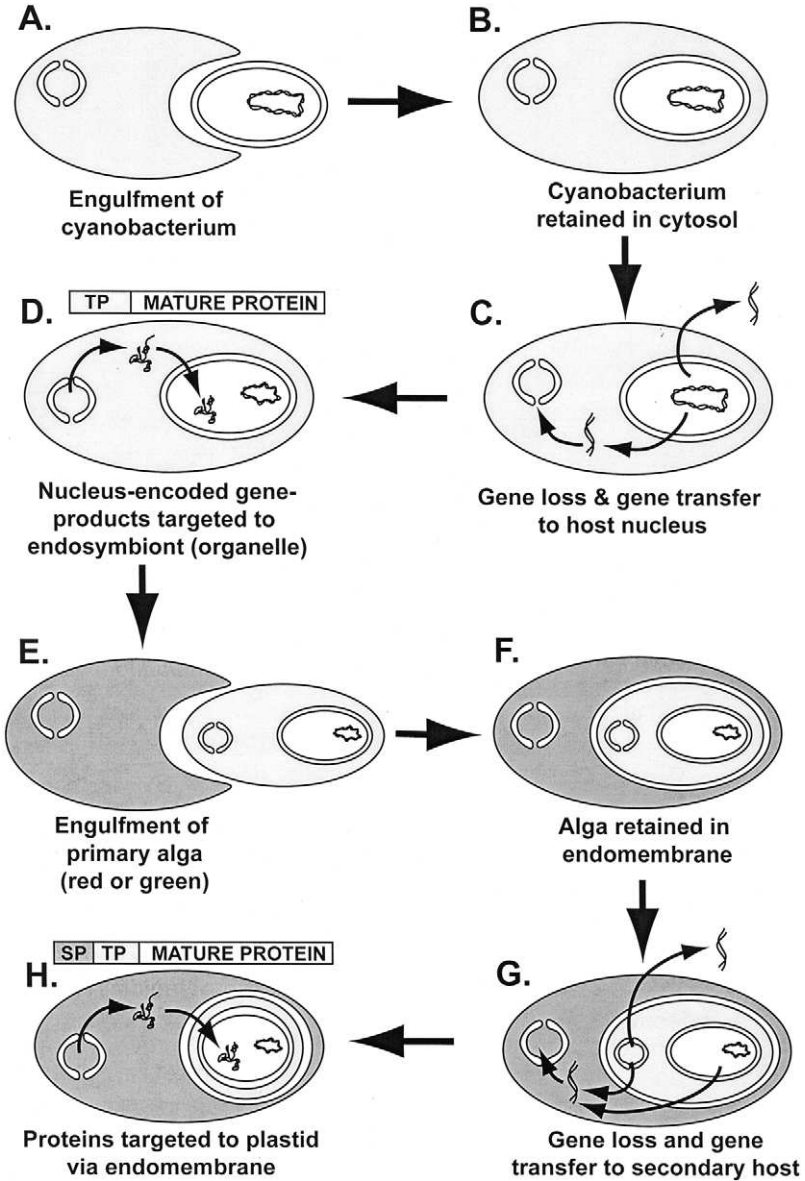 A.
Engulfment of
cyanobacterium
B.
Cyanobacterium
retained in cytosol
C.
Gene loss & gene transfer
to host nucleus
TP MATURE PROTEIN
D.
Nucleus-encoded gene-
products targeted to
endosymbiont (organelle)
E.
Engulfment of
primary alga
(red or green)
F.
Alga retained in
endomembrane
G.
Gene loss and gene
transfer to secondary host
SP TP MATURE PROTEIN
H.
Proteins targeted to plastid
via endomembrane